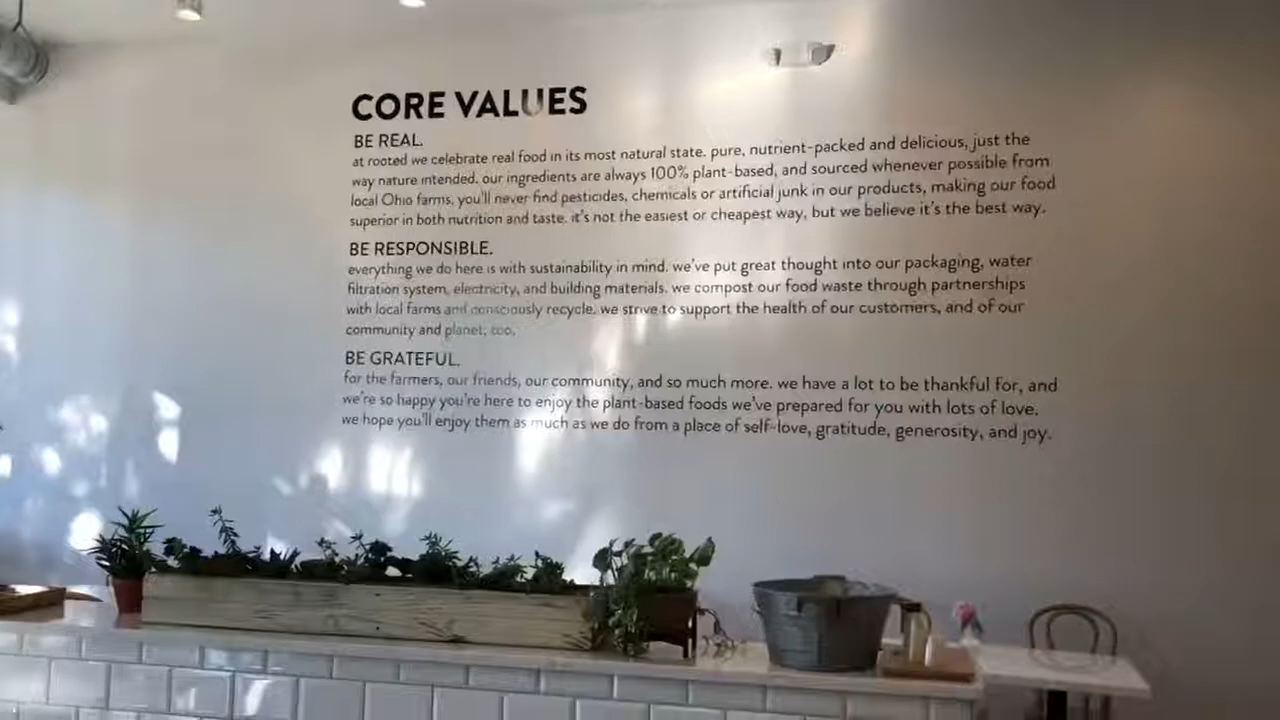 CORE VALUES
BE REAL.
at rooted we celebrate real food in its most natural state. pure, nutrient-packed and delicious, just the
way nature intended. our ingredients are always 100% plant-based, and sourced whenever possible from
local Ohio farms. you'll never find pesticides, chemicals or artificial junk in our products, making our food
superior in both nutrition and taste. it's not the easiest or cheapest way, but we believe it's the best way.
BE RESPONSIBLE.
everything we do here is with sustainability in mind. we've put great thought into our packaging, water
filtration system, electricity, and building materials. we compost our food waste through partnerships
with local farms and consciously recycle. we strive to support the health of our customers, and of our
community and planet, too.
BE GRATEFUL.
for the farmers, our friends, our community, and so much more. we have a lot to be thankful for, and
we're so happy you're here to enjoy the plant-based foods we've prepared for you with lots of love.
we hope you'll enjoy them as much as we do from a place of self-love, gratitude, generosity, and joy.